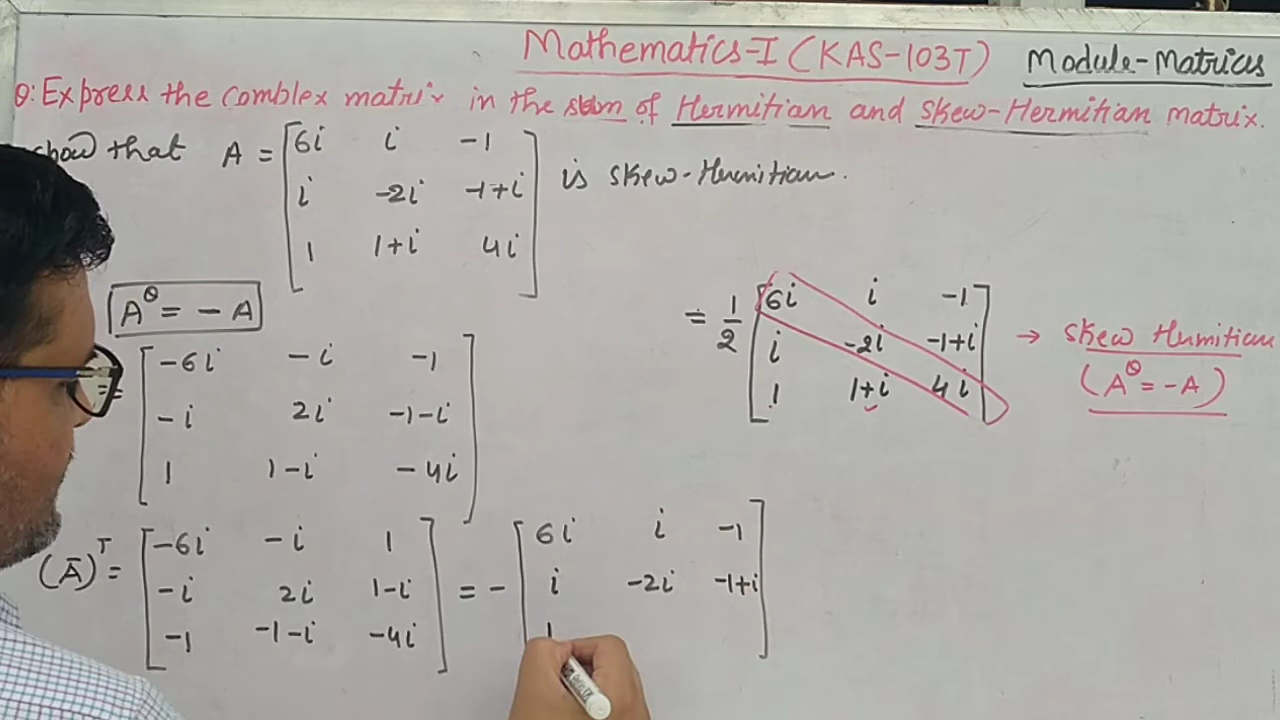 Mathematics-I (KAS-103T) Module-Matrices
Q: Express the Complex matrix in the sum of Hermitian and Skew-Hermitian matrix.
show that A = [6i i -1
i -2i -1+i
1 1+i 4i] is skew-Hermitian.
A^θ = - A
= [-6i -i -1
-i 2i -1-i
1 1-i -4i]
= 1/2 [6i i -1
i -2i -1+i
1 1+i 4i] → Skew Hermitian
(A^θ = -A)
(Ā)^T = [-6i -i 1
-i 2i 1-i
-1 -1-i -4i] = - [6i i -1
i -2i -1+i
1